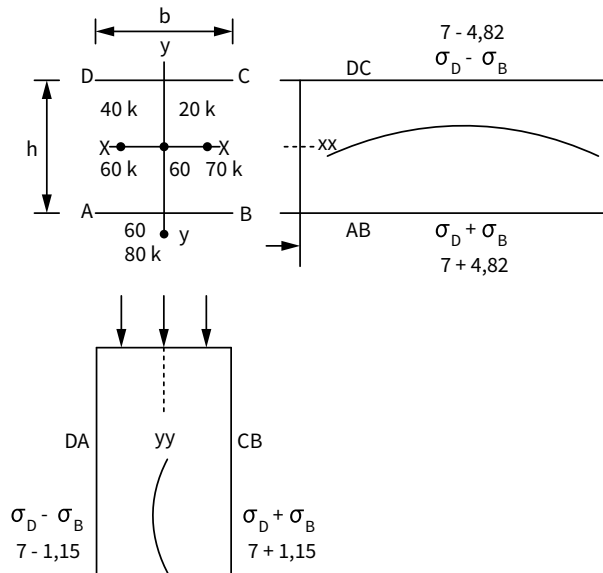 b
y
D
C
40 k
20 k
h
X
X
60 k
60
70 k
A
B
60
y
80 k
7 - 4,82
DC
σD - σB
xx
AB
σD + σB
7 + 4,82
DA
yy
CB
σD - σB
σD + σB
7 - 1,15
7 + 1,15